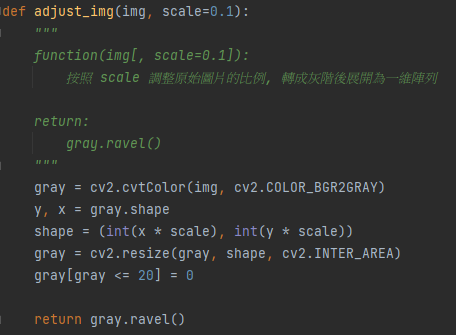 def adjust_img(img, scale=0.1):
    """
    function(img[, scale=0.1]):
        按照 scale 調整原始圖片的比例, 轉成灰階後展開為一維陣列

    return:
        gray.ravel()
    """
    gray = cv2.cvtColor(img, cv2.COLOR_BGR2GRAY)
    y, x = gray.shape
    shape = (int(x * scale), int(y * scale))
    gray = cv2.resize(gray, shape, cv2.INTER_AREA)
    gray[gray <= 20] = 0

    return gray.ravel()